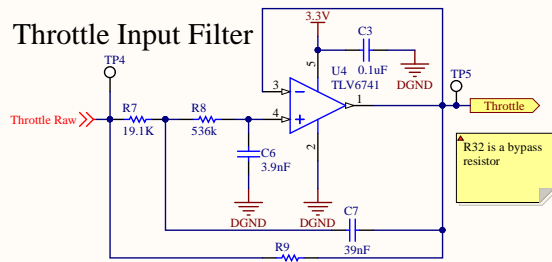 Throttle Input Filter
3.3V
C3
0.1uF
DGND
TP4
U4
TLV6741
TP5
5
3
4
1
2
Throttle Raw
R7
19.1K
R8
536k
Throttle
C6
3.9nF
R32 is a bypass
resistor
DGND
DGND
C7
39nF
R9